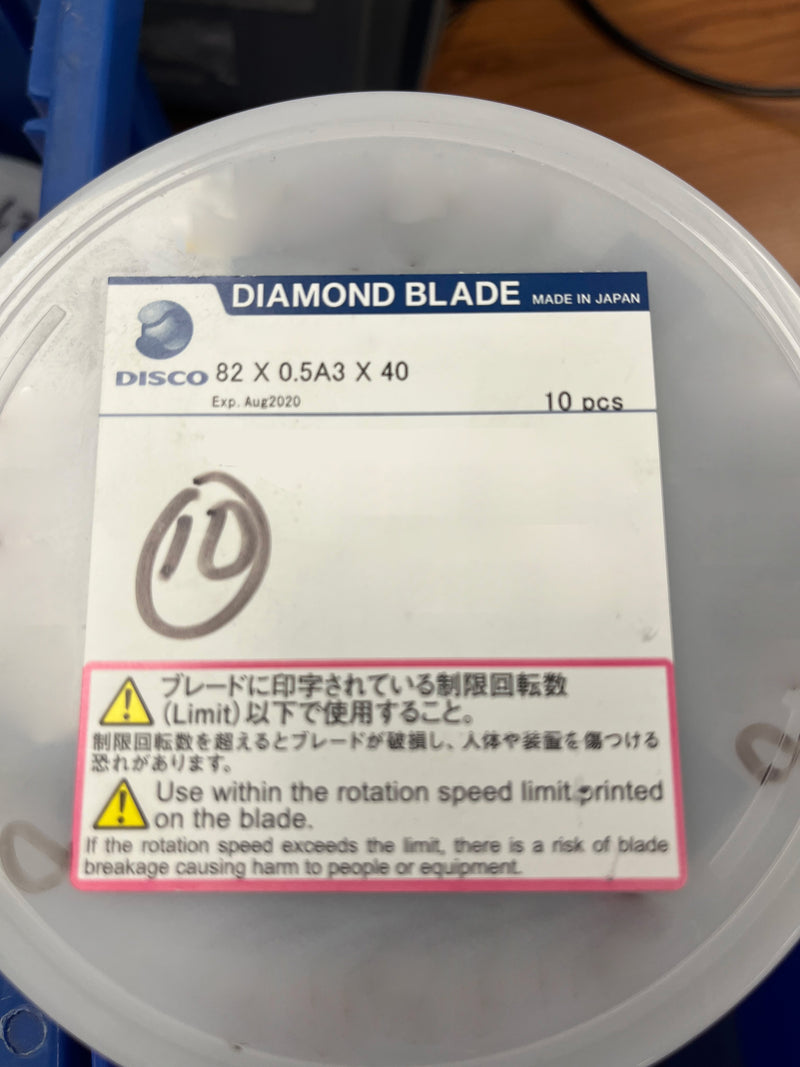 DIAMOND BLADE MADE IN JAPAN
DISCO 82 X 0.5A3 X 40
Exp. Aug2020 10 pcs
10
ブレードに印字されている制限回転数
(Limit)以下で使用すること。
制限回転数を超えるとブレードが破損し、人体や装置を傷つける
恐れがあります。
Use within the rotation speed limit printed
on the blade.
If the rotation speed exceeds the limit, there is a risk of blade
breakage causing harm to people or equipment.